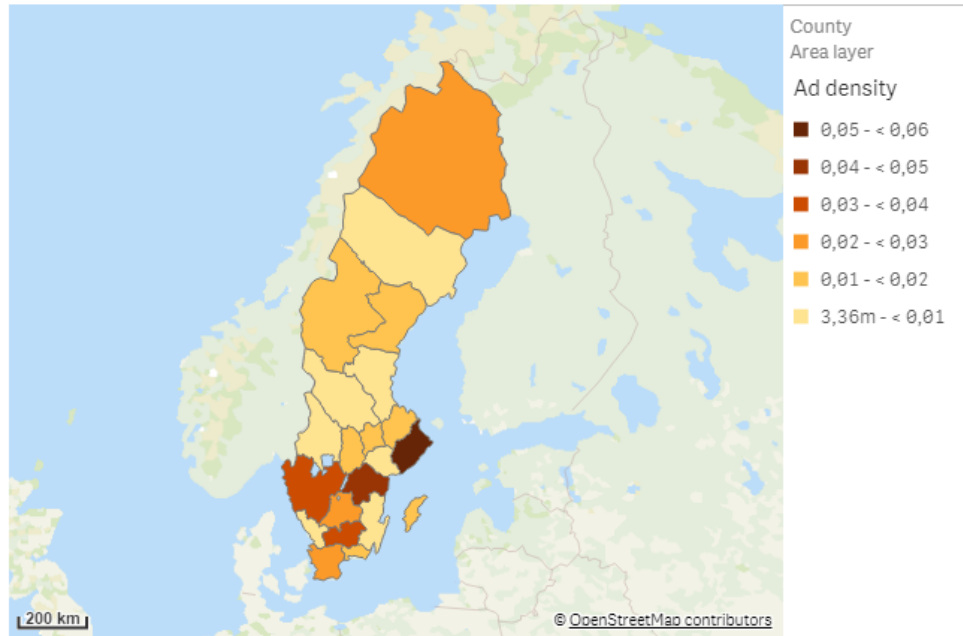 County
Area layer
Ad density
0,05 - < 0,06
0,04 - < 0,05
0,03 - < 0,04
0,02 - < 0,03
0,01 - < 0,02
3,36m - < 0,01
200 km
© OpenStreetMap contributors